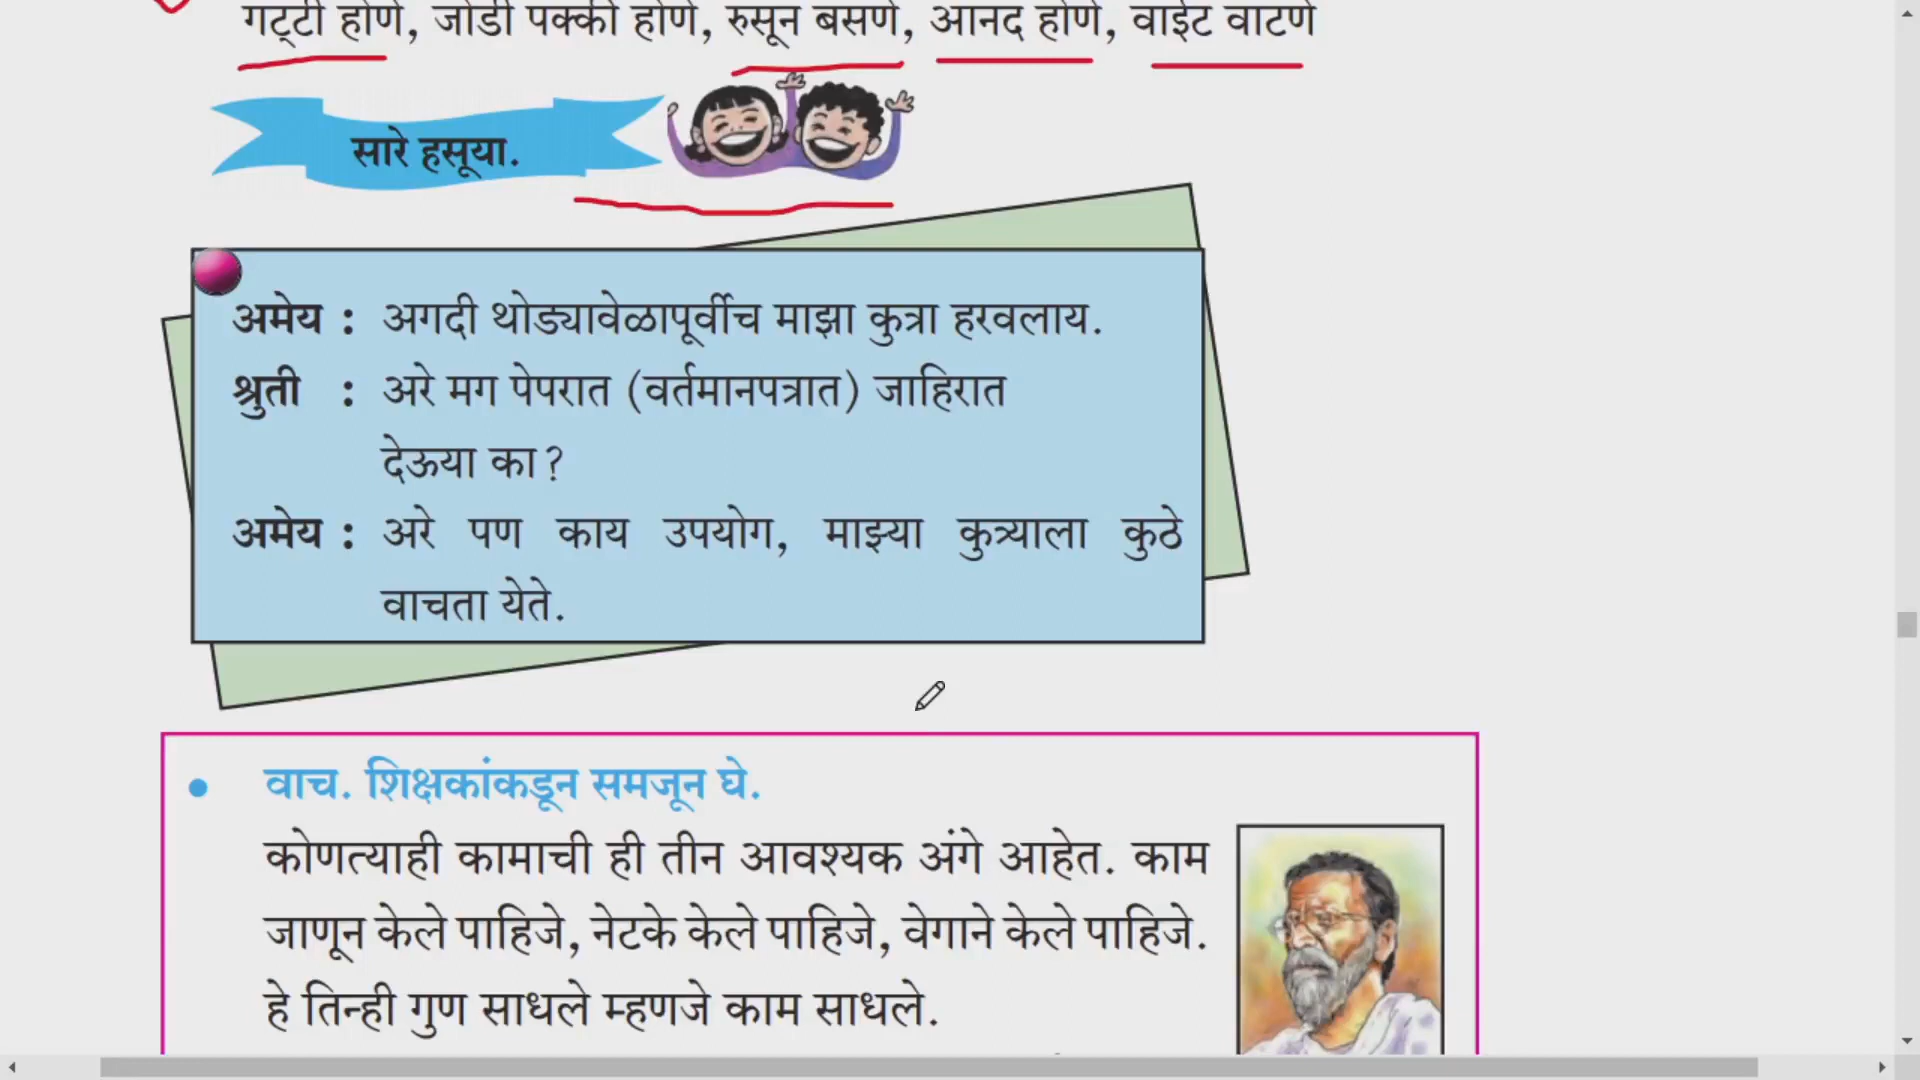 गट्टी होणे, जोडी पक्की होणे, रुसून बसणे, आनंद होणे, वाईट वाटणे
सारे हसूया.
अमेय : अगदी थोड्यावेळापूर्वीच माझा कुत्रा हरवलाय.
श्रुती : अरे मग पेपरात (वर्तमानपत्रात) जाहिरात
देऊया का?
अमेय : अरे पण काय उपयोग, माझ्या कुत्र्याला कुठे
वाचता येते.
• वाच. शिक्षकांकडून समजून घे.
कोणत्याही कामाची ही तीन आवश्यक अंगे आहेत. काम
जाणून केले पाहिजे, नेटके केले पाहिजे, वेगाने केले पाहिजे.
हे तिन्ही गुण साधले म्हणजे काम साधले.